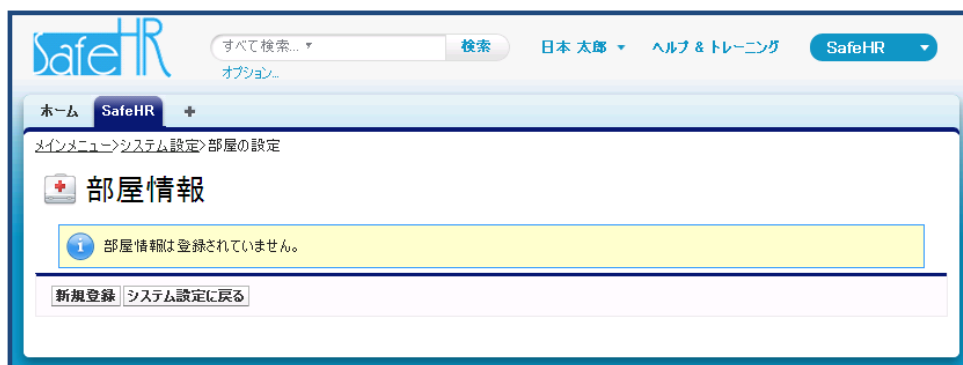 SafeHR
すべて検索... 検索 日本 太郎 ヘルプ & トレーニング SafeHR
オプション...
ホーム SafeHR +
メインメニュー>システム設定>部屋の設定
部屋情報
部屋情報は登録されていません。
新規登録 システム設定に戻る